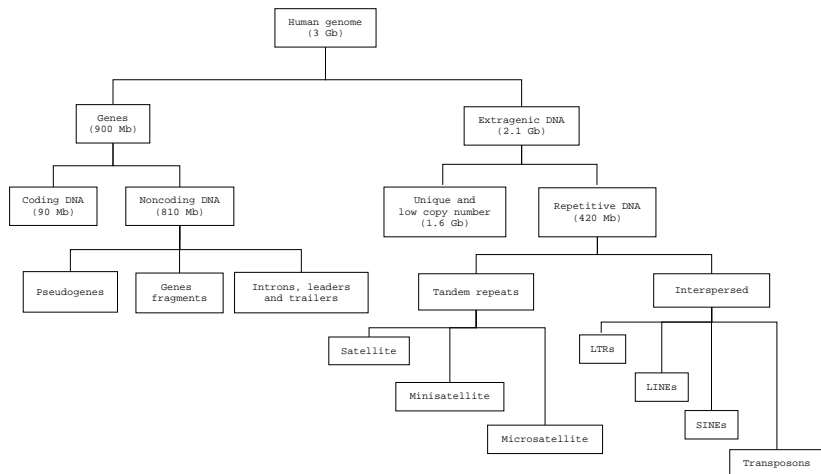 Human genome
(3 Gb)
Genes
(900 Mb)
Extragenic DNA
(2.1 Gb)
Coding DNA
(90 Mb)
Noncoding DNA
(810 Mb)
Unique and
low copy number
(1.6 Gb)
Repetitive DNA
(420 Mb)
Pseudogenes
Genes
fragments
Introns, leaders
and trailers
Tandem repeats
Interspersed
Satellite
LTRs
Minisatellite
LINEs
Microsatellite
SINEs
Transposons